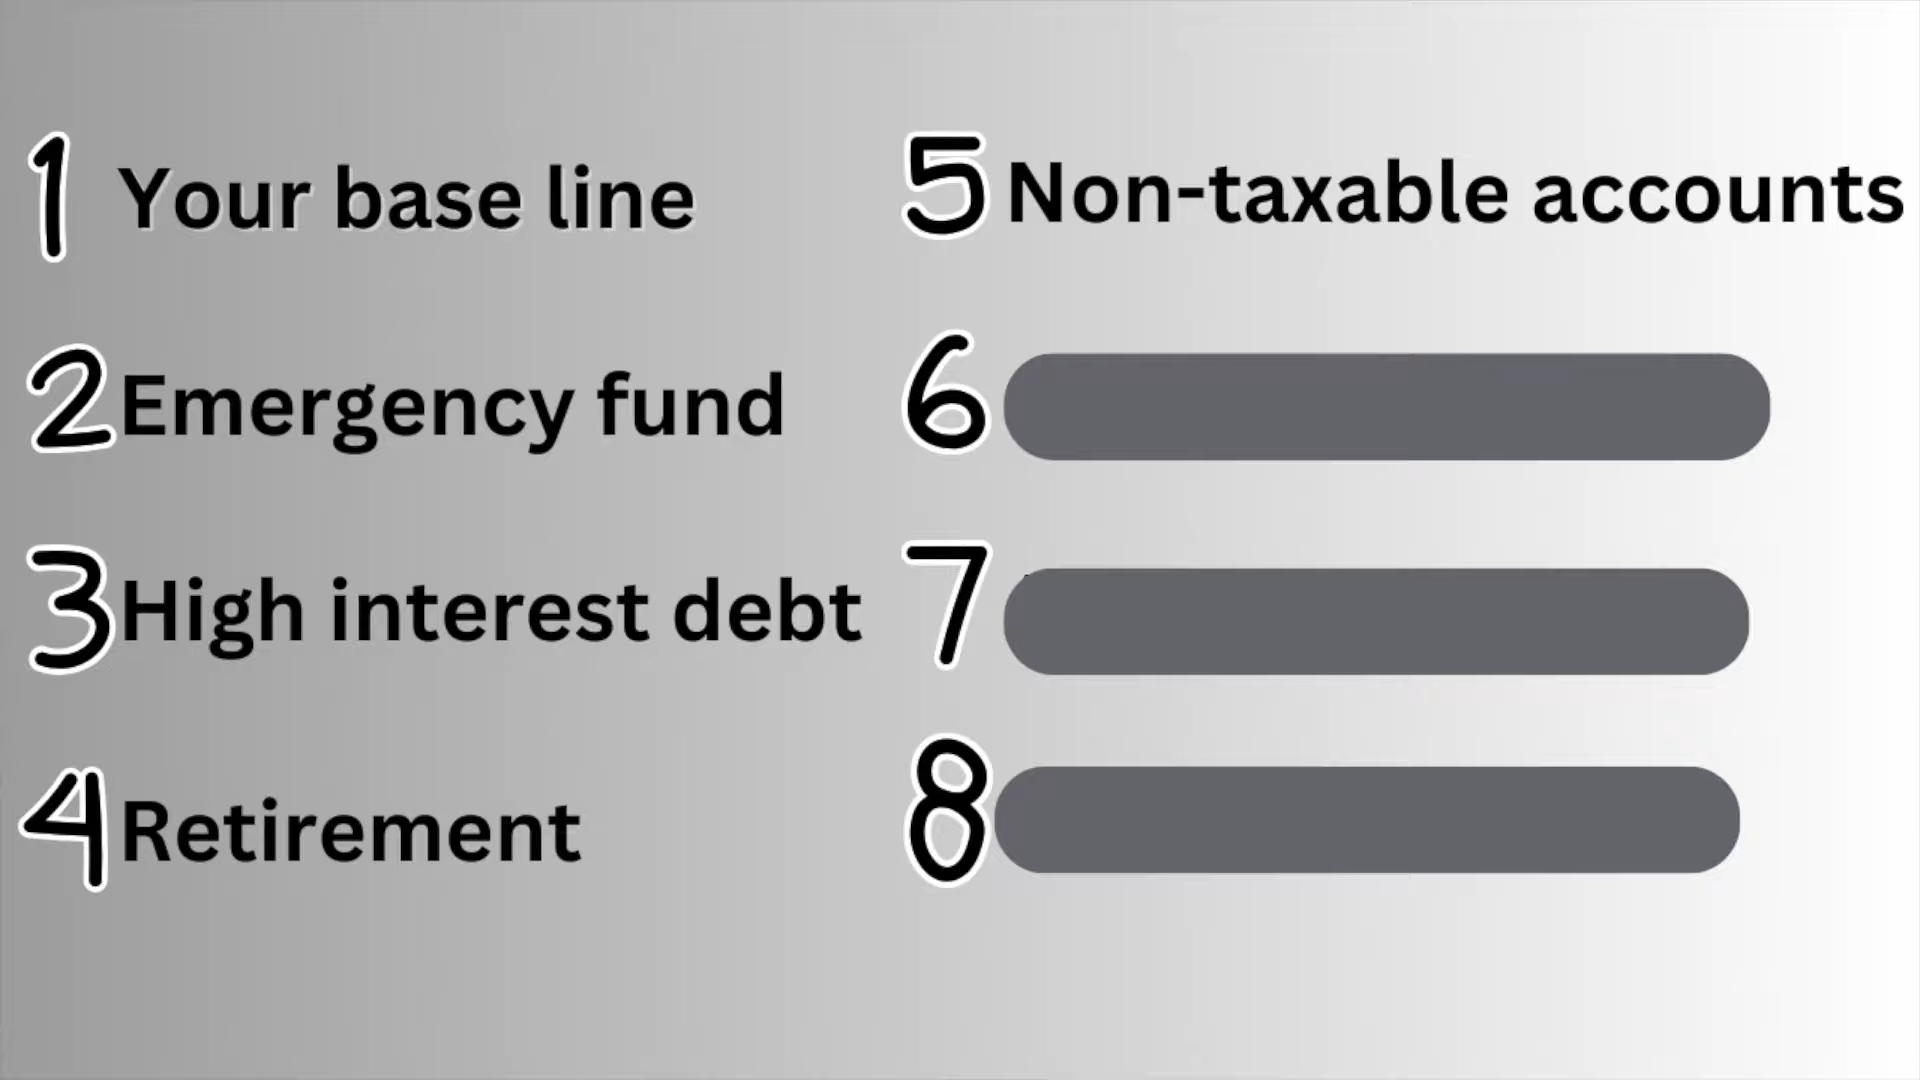 1 Your base line
2 Emergency fund
3 High interest debt
4 Retirement
5 Non-taxable accounts
6
7
8